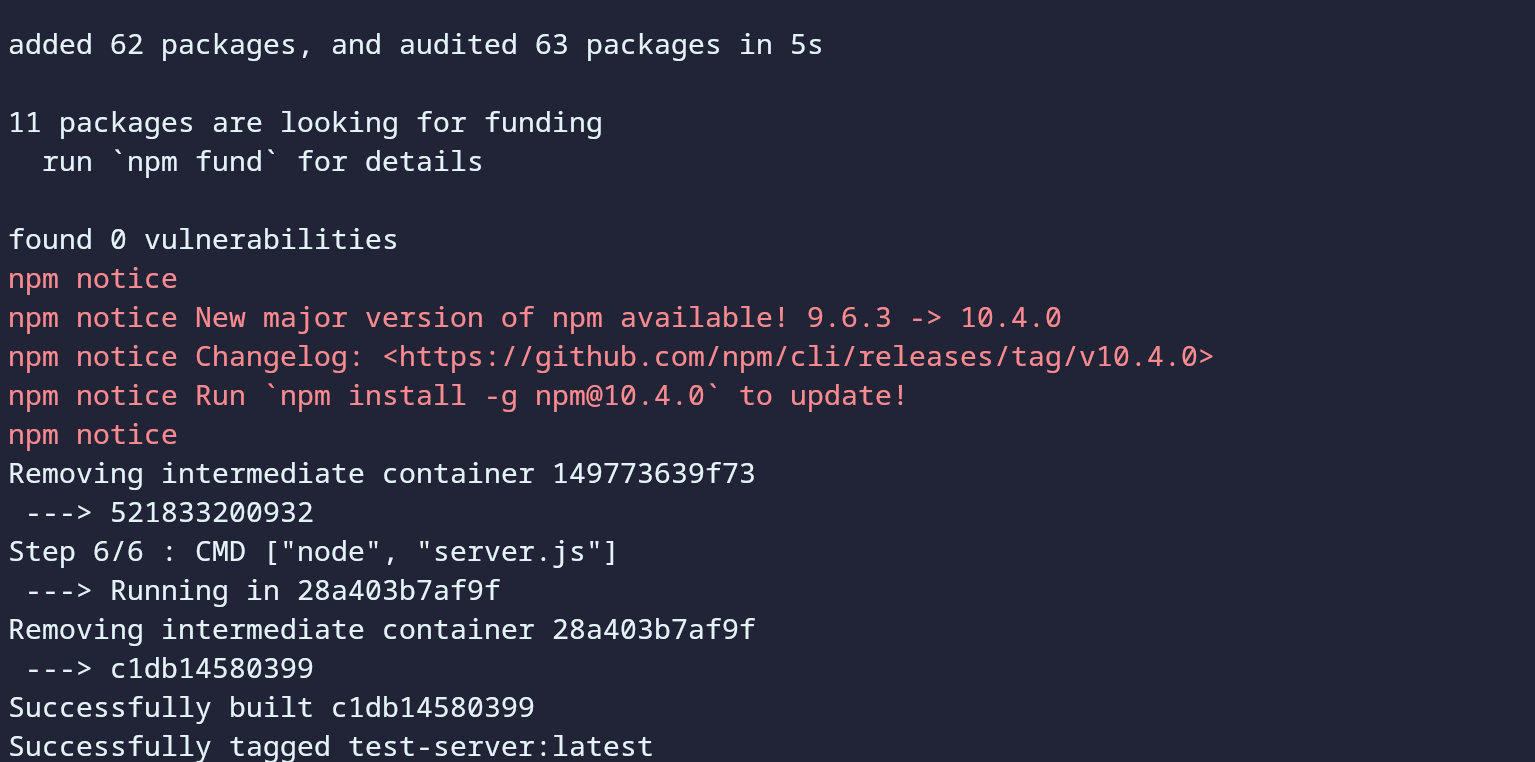 added 62 packages, and audited 63 packages in 5s
11 packages are looking for funding
  run `npm fund` for details
found 0 vulnerabilities
npm notice
npm notice New major version of npm available! 9.6.3 -> 10.4.0
npm notice Changelog: <https://github.com/npm/cli/releases/tag/v10.4.0>
npm notice Run `npm install -g npm@10.4.0` to update!
npm notice
Removing intermediate container 149773639f73
 ---> 521833200932
Step 6/6 : CMD ["node", "server.js"]
 ---> Running in 28a403b7af9f
Removing intermediate container 28a403b7af9f
 ---> c1db14580399
Successfully built c1db14580399
Successfully tagged test-server:latest